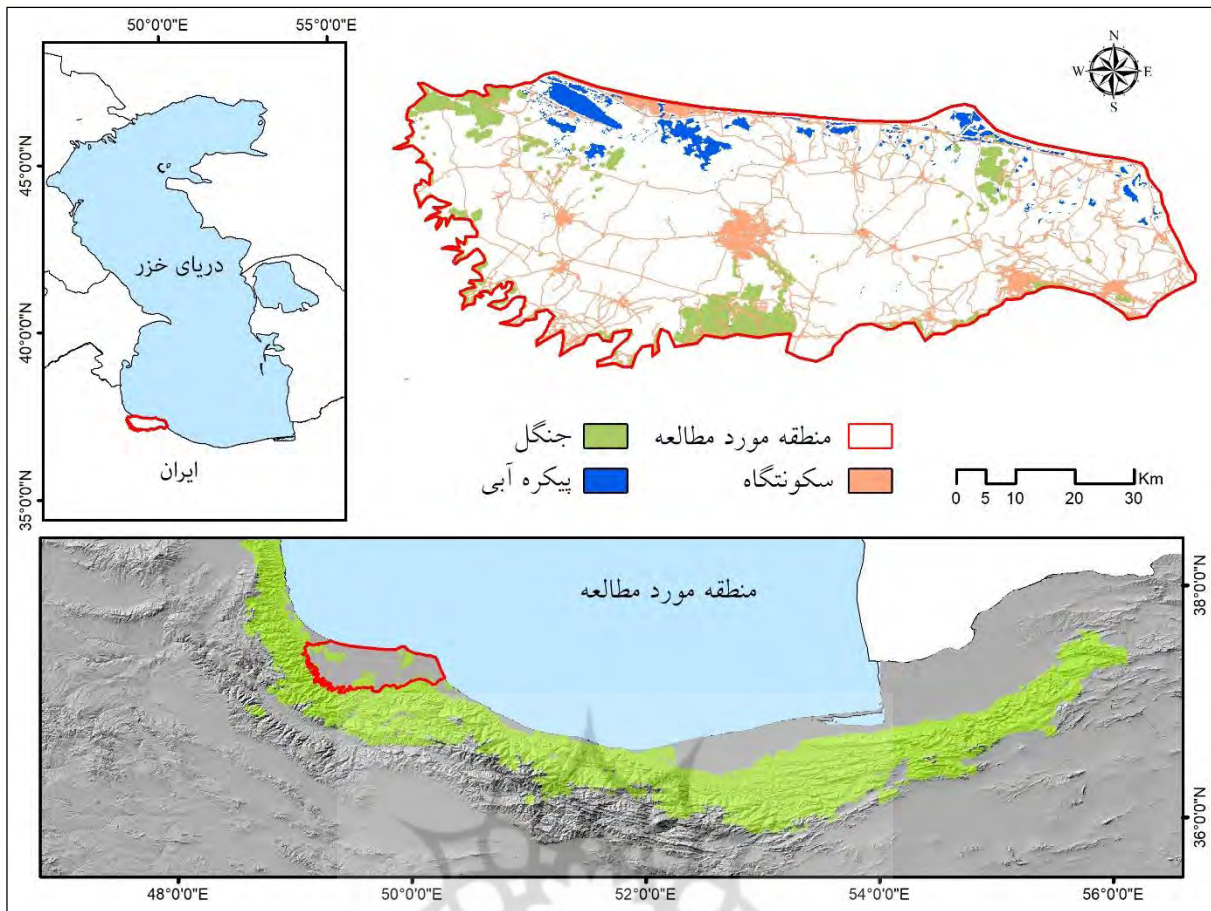 50°0'0"E 55°0'0"E
45°0'0"N
40°0'0"N
35°0'0"N
دریای خزر
ایران
N
W E
S
منطقه مورد مطالعه جنگل
سکونتگاه پیکره آبی
Km
0 5 10 20 30
منطقه مورد مطالعه
38°0'0"N
36°0'0"N
48°0'0"E 50°0'0"E 52°0'0"E 54°0'0"E 56°0'0"E